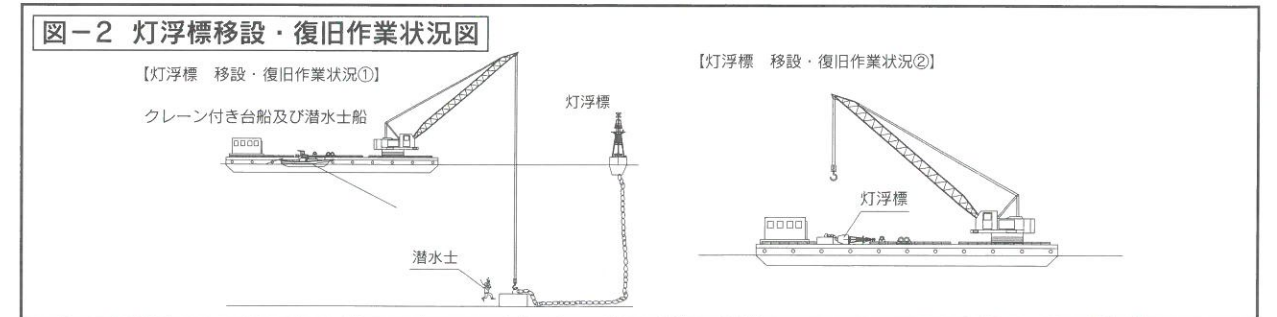 図－2 灯浮標移設・復旧作業状況図
【灯浮標 移設・復旧作業状況①】
クレーン付き台船及び潜水士船
灯浮標
潜水士
【灯浮標 移設・復旧作業状況②】
灯浮標